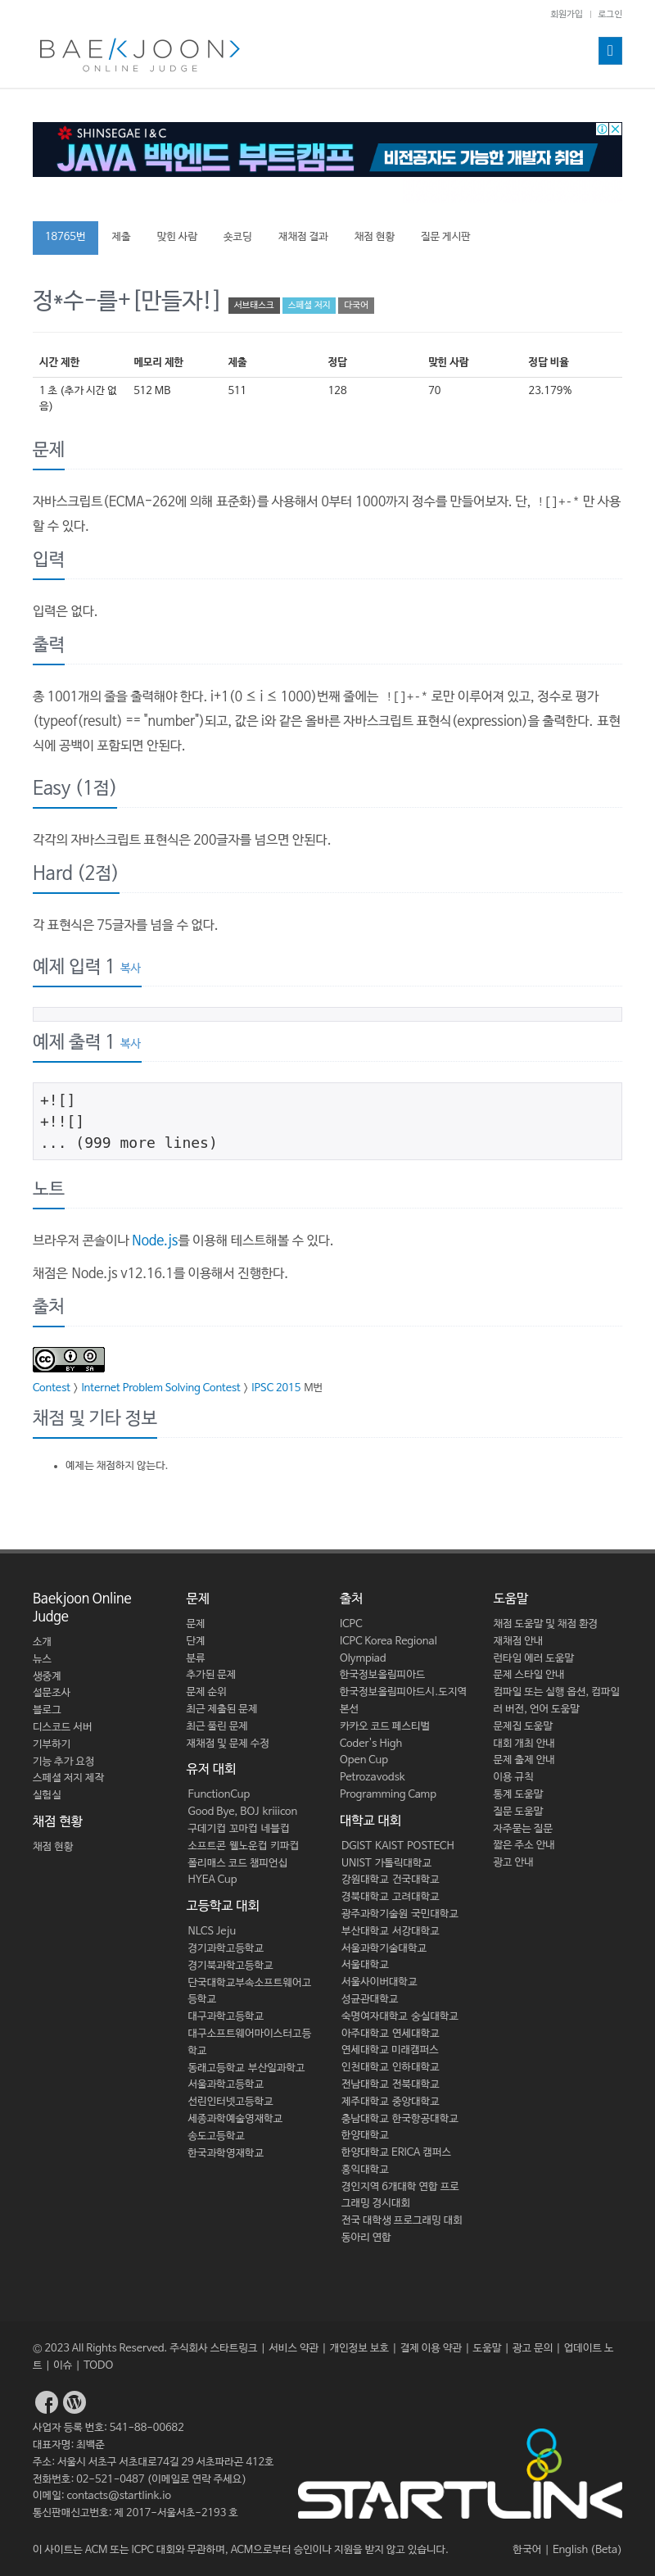 회원가입 | 로그인
BAEKJOON>
ONLINE JUDGE
SHINSEGAE I&C
JAVA 백엔드 부트캠프
비전공자도 가능한 개발자 취업
18765번 제출 맞힌 사람 숏코딩 재채점 결과 채점 현황 질문 게시판
정*수-를+[만들자!] 서브태스크 스페셜 저지 다국어
시간 제한 메모리 제한 제출 정답 맞힌 사람 정답 비율
1 초 (추가 시간 없 512 MB 511 128 70 23.179%
음)
문제
자바스크립트(ECMA-262에 의해 표준화)를 사용해서 0부터 1000까지 정수를 만들어보자. 단, ![]+-* 만 사용
할 수 있다.
입력
입력은 없다.
출력
총 1001개의 줄을 출력해야 한다. i+1(0 ≤ i ≤ 1000)번째 줄에는 ![]+-* 로만 이루어져 있고, 정수로 평가
(typeof(result) == "number")되고, 값은 i와 같은 올바른 자바스크립트 표현식(expression)을 출력한다. 표현
식에 공백이 포함되면 안된다.
Easy (1점)
각각의 자바스크립트 표현식은 200글자를 넘으면 안된다.
Hard (2점)
각 표현식은 75글자를 넘을 수 없다.
예제 입력 1 복사
예제 출력 1 복사
+![]
+!![]
... (999 more lines)
노트
브라우저 콘솔이나 Node.js를 이용해 테스트해볼 수 있다.
채점은 Node.js v12.16.1를 이용해서 진행한다.
출처
CC BY SA
Contest > Internet Problem Solving Contest > IPSC 2015 M번
채점 및 기타 정보
• 예제는 채점하지 않는다.
Baekjoon Online
Judge
소개
뉴스
생중계
설문조사
블로그
디스코드 서버
기부하기
기능 추가 요청
스페셜 저지 제작
실험실
채점 현황
채점 현황
문제
문제
단계
분류
추가된 문제
문제 순위
최근 제출된 문제
최근 풀린 문제
재채점 및 문제 수정
유저 대회
FunctionCup
Good Bye, BOJ kriiicon
구데기컵 꼬마컵 네블컵
소프트콘 웰노운컵 키파컵
폴리매스 코드 챔피언십
HYEA Cup
고등학교 대회
NLCS Jeju
경기과학고등학교
경기북과학고등학교
단국대학교부속소프트웨어고
등학교
대구과학고등학교
대구소프트웨어마이스터고등
학교
동래고등학교 부산일과학고
서울과학고등학교
선린인터넷고등학교
세종과학예술영재학교
송도고등학교
한국과학영재학교
출처
ICPC
ICPC Korea Regional
Olympiad
한국정보올림피아드
한국정보올림피아드시.도지역
본선
카카오 코드 페스티벌
Coder's High
Open Cup
Petrozavodsk
Programming Camp
대학교 대회
DGIST KAIST POSTECH
UNIST 가톨릭대학교
강원대학교 건국대학교
경북대학교 고려대학교
광주과학기술원 국민대학교
부산대학교 서강대학교
서울과학기술대학교
서울대학교
서울사이버대학교
성균관대학교
숙명여자대학교 숭실대학교
아주대학교 연세대학교
연세대학교 미래캠퍼스
인천대학교 인하대학교
전남대학교 전북대학교
제주대학교 중앙대학교
충남대학교 한국항공대학교
한양대학교
한양대학교 ERICA 캠퍼스
홍익대학교
경인지역 6개대학 연합 프로
그래밍 경시대회
전국 대학생 프로그래밍 대회
동아리 연합
도움말
채점 도움말 및 채점 환경
재채점 안내
런타임 에러 도움말
문제 스타일 안내
컴파일 또는 실행 옵션, 컴파일
러 버전, 언어 도움말
문제집 도움말
대회 개최 안내
문제 출제 안내
이용 규칙
통계 도움말
질문 도움말
자주묻는 질문
짧은 주소 안내
광고 안내
© 2023 All Rights Reserved. 주식회사 스타트링크 | 서비스 약관 | 개인정보 보호 | 결제 이용 약관 | 도움말 | 광고 문의 | 업데이트 노
트 | 이슈 | TODO
사업자 등록 번호: 541-88-00682
대표자명: 최백준
주소: 서울시 서초구 서초대로74길 29 서초파라곤 412호
전화번호: 02-521-0487 (이메일로 연락 주세요)
이메일: contacts@startlink.io
통신판매신고번호: 제 2017-서울서초-2193 호
STARTLINK
이 사이트는 ACM 또는 ICPC 대회와 무관하며, ACM으로부터 승인이나 지원을 받지 않고 있습니다. 한국어 | English (Beta)